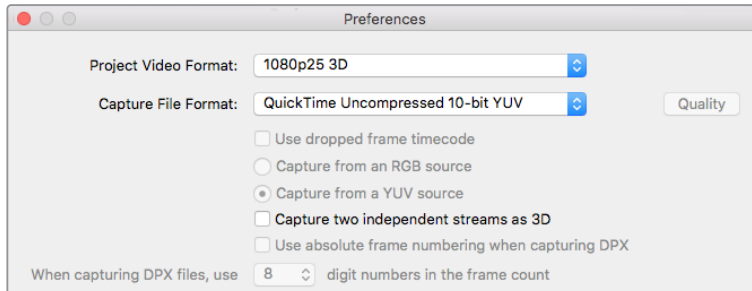 Preferences
Project Video Format: 1080p25 3D
Capture File Format: QuickTime Uncompressed 10-bit YUV Quality
Use dropped frame timecode
Capture from an RGB source
Capture from a YUV source
Capture two independent streams as 3D
Use absolute frame numbering when capturing DPX
When capturing DPX files, use 8 digit numbers in the frame count